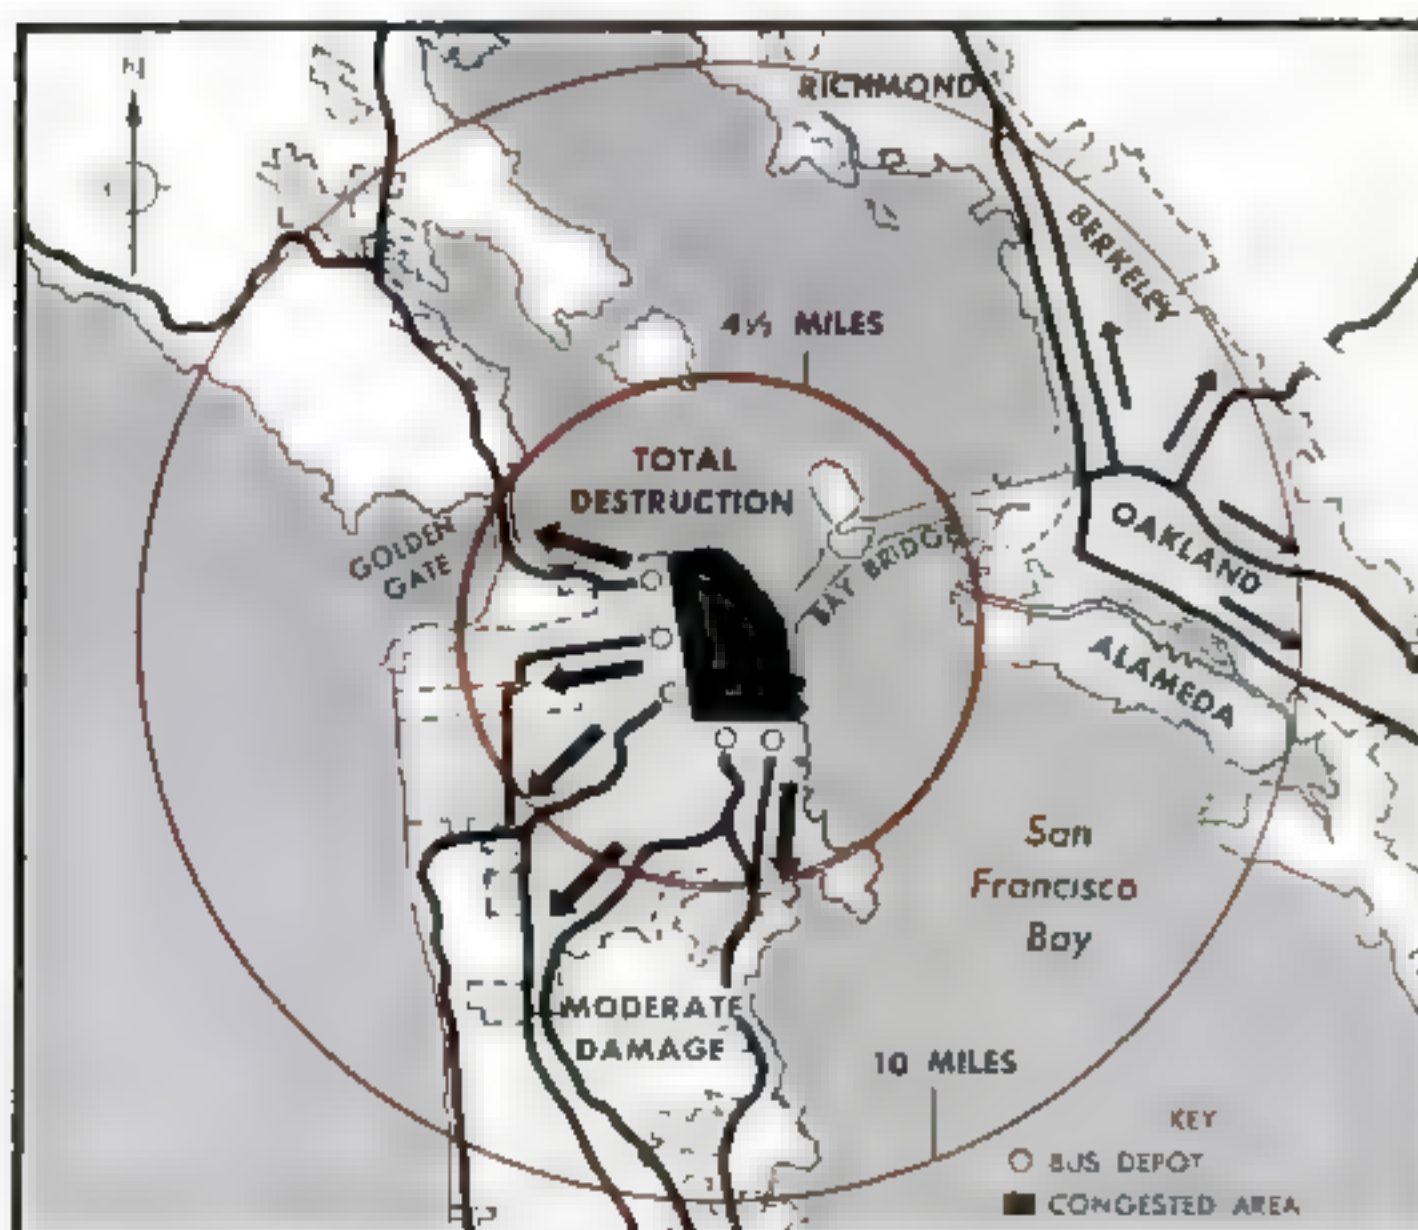 N
RICHMOND
BERKELEY
4½ MILES
TOTAL
DESTRUCTION
GOLDEN
GATE
BAY BRIDGE
OAKLAND
ALAMEDA
San
Francisco
Bay
MODERATE
DAMAGE
10 MILES
KEY
BUS DEPOT
CONGESTED AREA